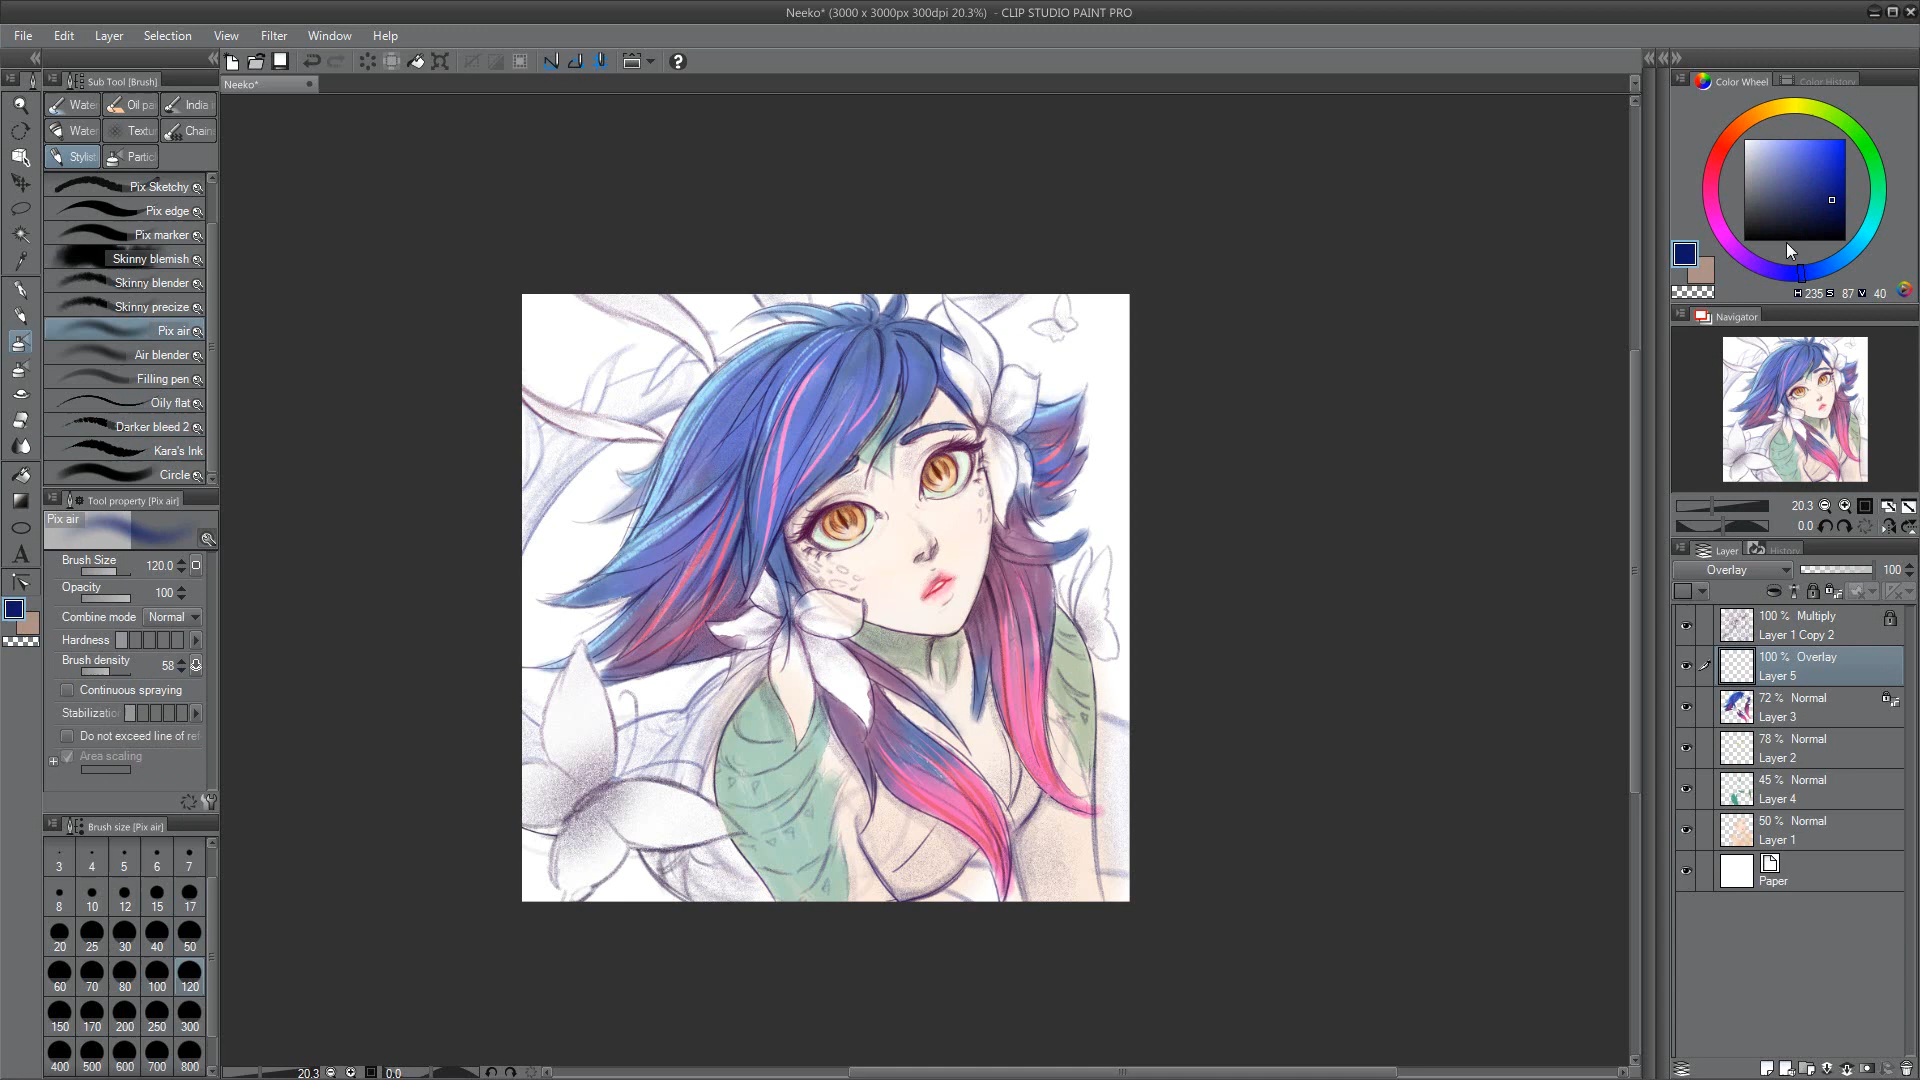 Neeko* (3000 x 3000px 300dpi 20.3%)  - CLIP STUDIO PAINT PRO
File Edit Layer Selection View Filter Window Help
Sub Tool [Brush]
Neeko*
Water Oil pa India i
Water Textu Chain
Stylist Partic
Pix Sketchy
Pix edge
Pix marker
Skinny blemish
Skinny blender
Skinny precize
Pix air
Air blender
Filling pen
Oily flat
Darker bleed 2
Kara's Ink
Circle
Tool property [Pix air]
Pix air
Brush Size 120.0
Opacity 100
Combine mode Normal
Hardness
Brush density 58
Continuous spraying
Stabilizatic
Do not exceed line of ref
Area scaling
Brush size [Pix air]
3 4 5 6 7
8 10 12 15 17
20 25 30 40 50
60 70 80 100 120
150 170 200 250 300
400 500 600 700 800
20.3 0.0
Color Wheel Color History
H 235 S 87 V 40
Navigator
20.3
0.0
Layer History
Overlay 100
100 % Multiply
Layer 1 Copy 2
100 % Overlay
Layer 5
72 % Normal
Layer 3
78 % Normal
Layer 2
45 % Normal
Layer 4
50 % Normal
Layer 1
Paper